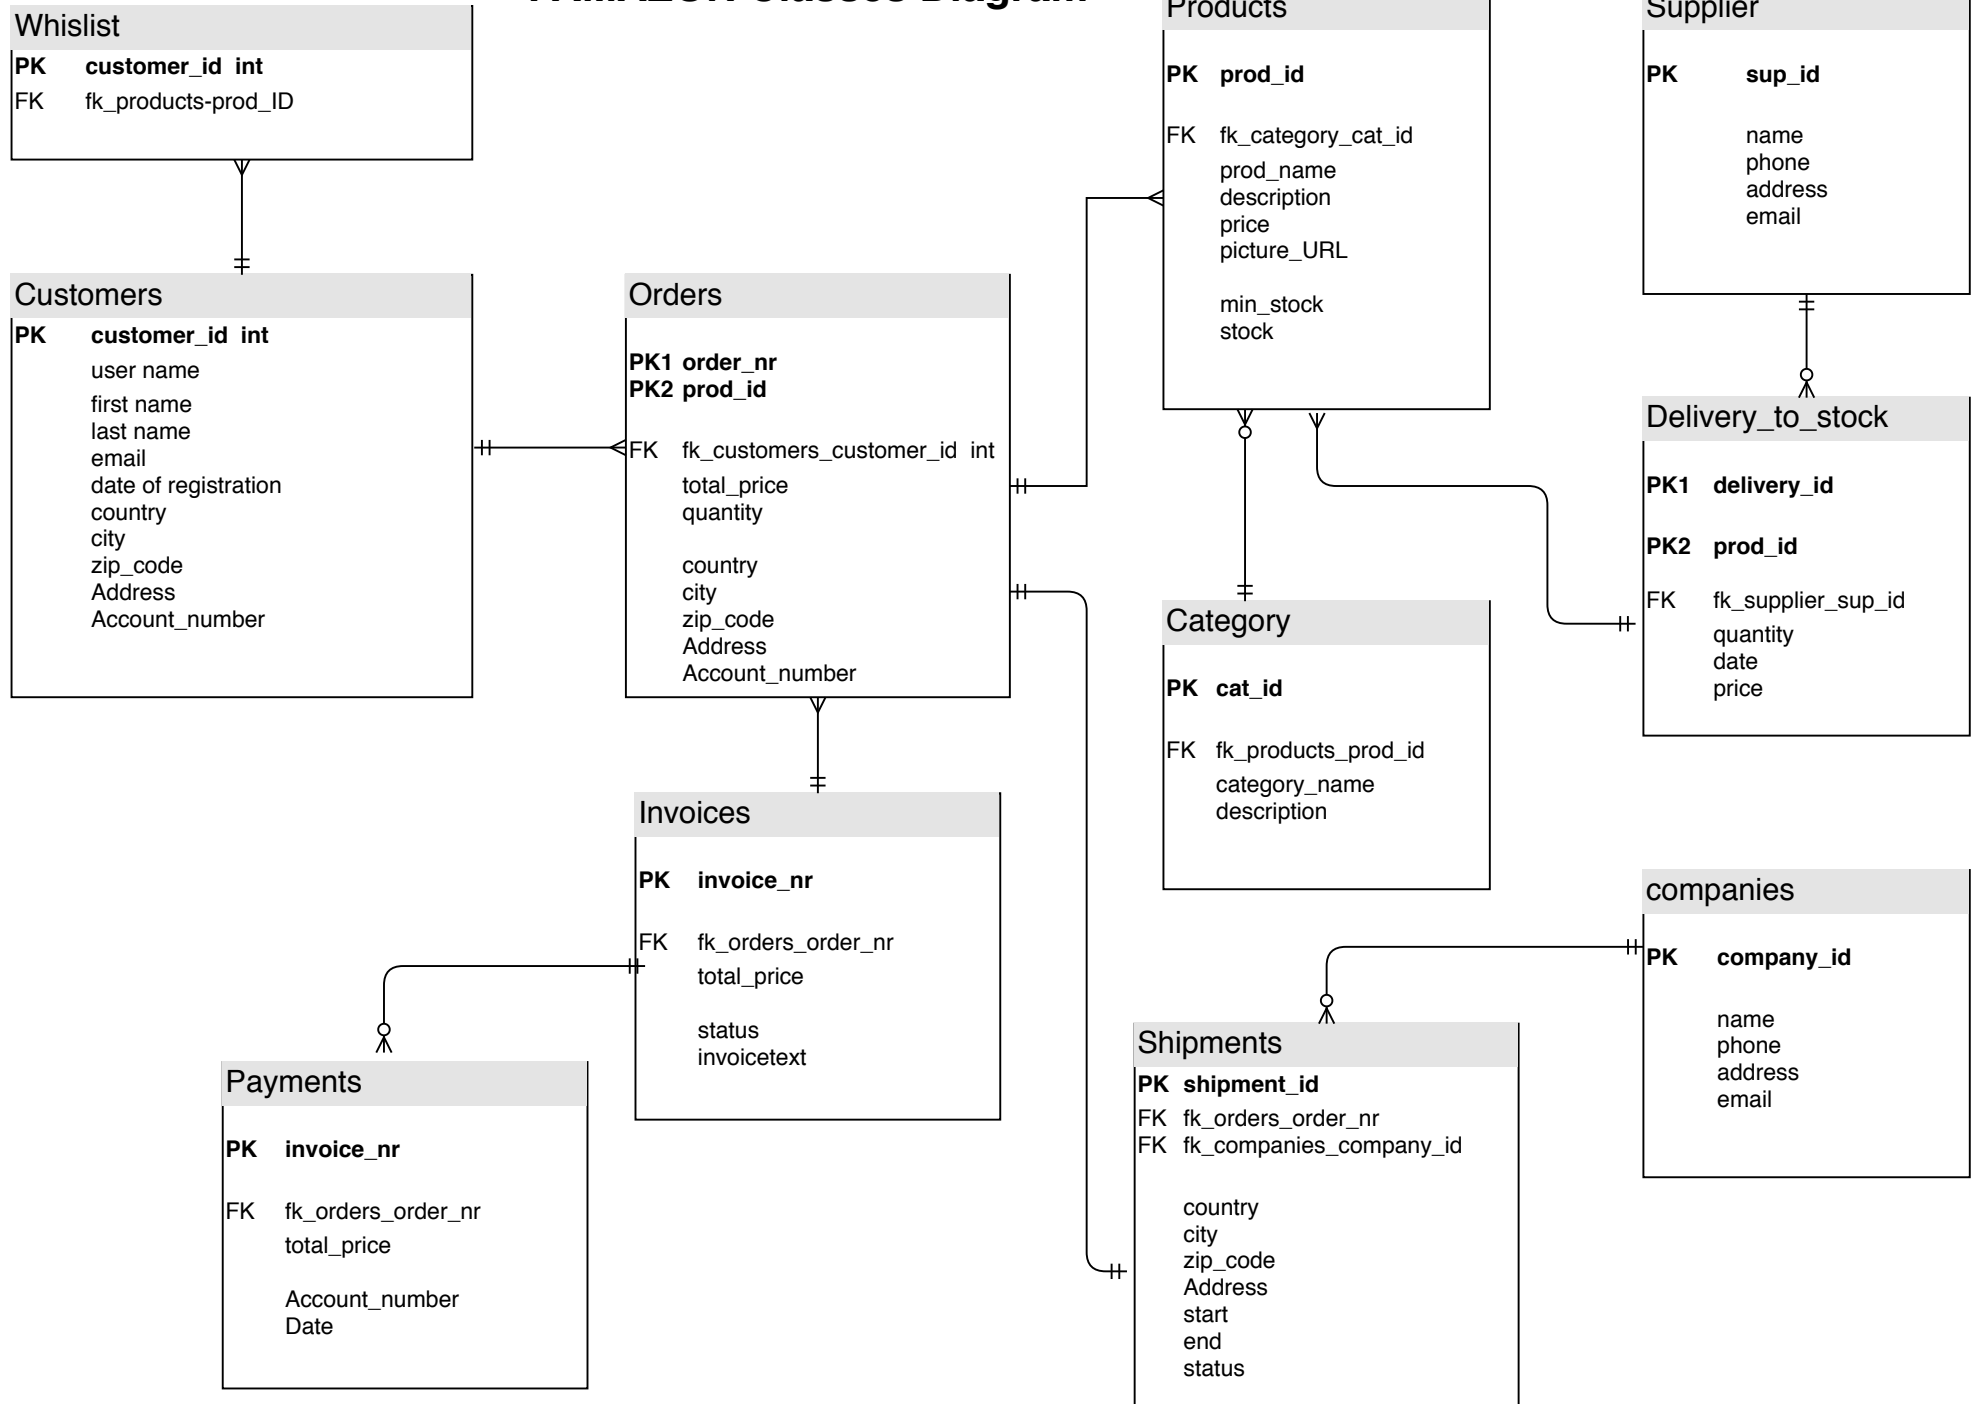 AMAZON Classes Diagram
Whislist
PK customer_id int
FK fk_products-prod_ID
Customers
PK customer_id int
user name
first name
last name
email
date of registration
country
city
zip_code
Address
Account_number
Orders
PK1 order_nr
PK2 prod_id
FK fk_customers_customer_id int
total_price
quantity
country
city
zip_code
Address
Account_number
Products
PK prod_id
FK fk_category_cat_id
prod_name
description
price
picture_URL
min_stock
stock
Supplier
PK sup_id
name
phone
address
email
Delivery_to_stock
PK1 delivery_id
PK2 prod_id
FK fk_supplier_sup_id
quantity
date
price
Category
PK cat_id
FK fk_products_prod_id
category_name
description
Invoices
PK invoice_nr
FK fk_orders_order_nr
total_price
status
invoicetext
Payments
PK invoice_nr
FK fk_orders_order_nr
total_price
Account_number
Date
companies
PK company_id
name
phone
address
email
Shipments
PK shipment_id
FK fk_orders_order_nr
FK fk_companies_company_id
country
city
zip_code
Address
start
end
status